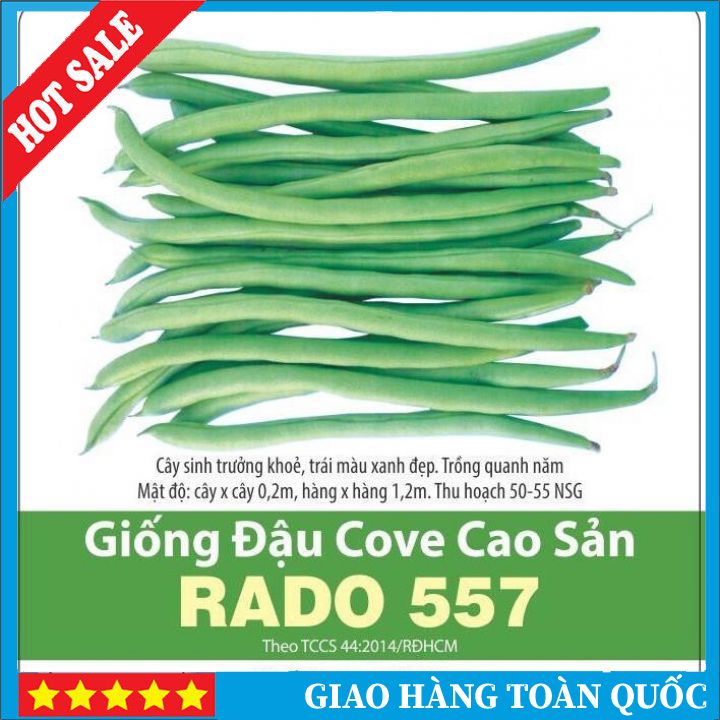 HOT SALE
Cây sinh trưởng khoẻ, trái màu xanh đẹp. Trồng quanh năm
Mật độ: cây x cây 0,2m, hàng x hàng 1,2m. Thu hoạch 50-55 NSG
Giống Đậu Cove Cao Sản
RADO 557
Theo TCCS 44:2014/RĐHCM
GIAO HÀNG TOÀN QUỐC